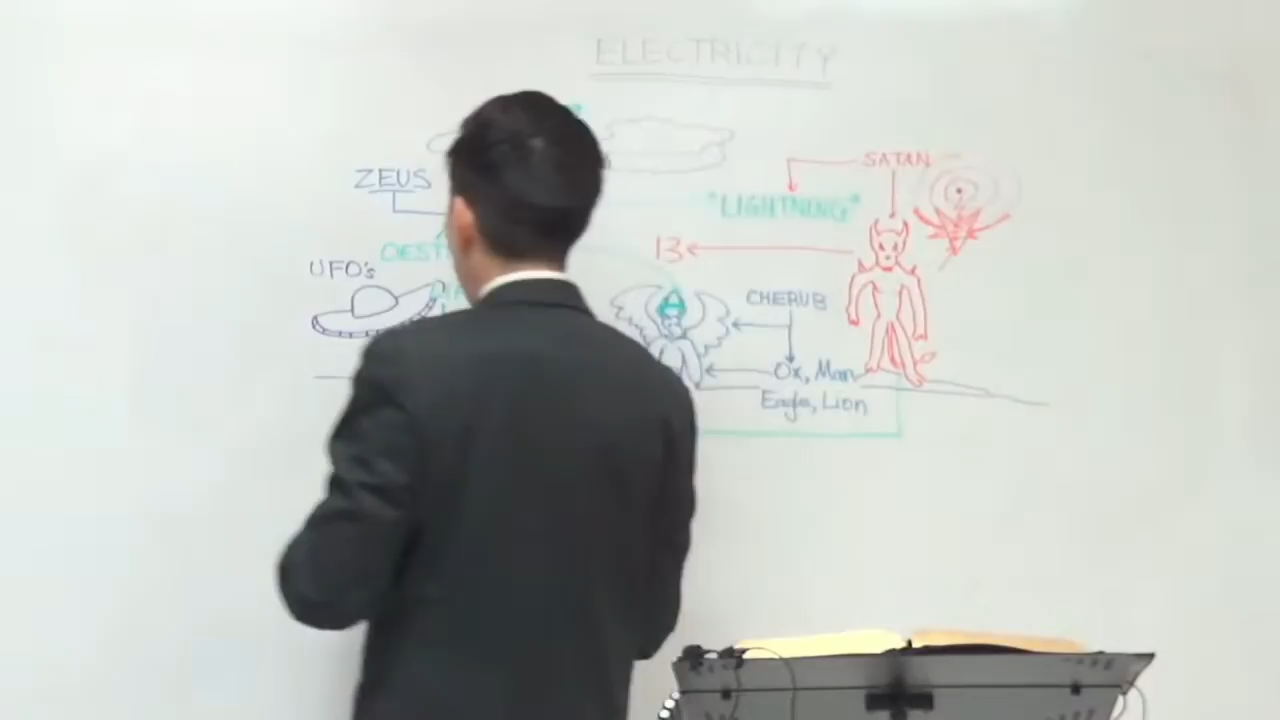 ELECTRICITY
SATAN
ZEUS
"LIGHTNING"
13
UFO's
CHERUB
Ox, Man
Eagle, Lion